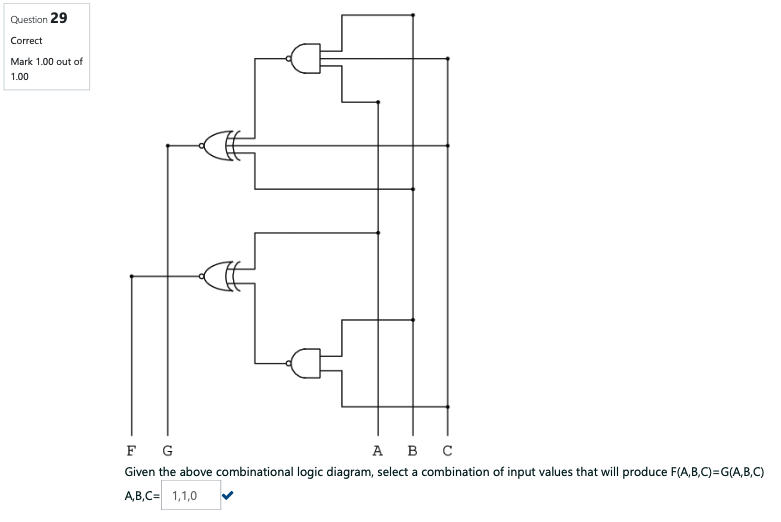 Question 29
Correct
Mark 1.00 out of
1.00
F G A B C
Given the above combinational logic diagram, select a combination of input values that will produce F(A,B,C)=G(A,B,C)
A,B,C= 1,1,0